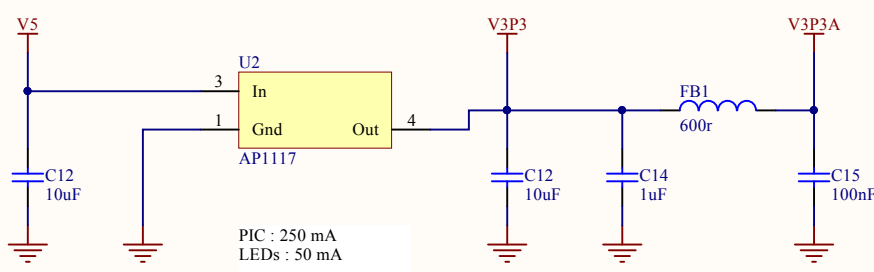 V5
V3P3
V3P3A
U2
3
In
FB1
1
Gnd
Out
4
600r
AP1117
C12
10uF
C12
10uF
C14
1uF
C15
100nF
PIC : 250 mA
LEDs : 50 mA